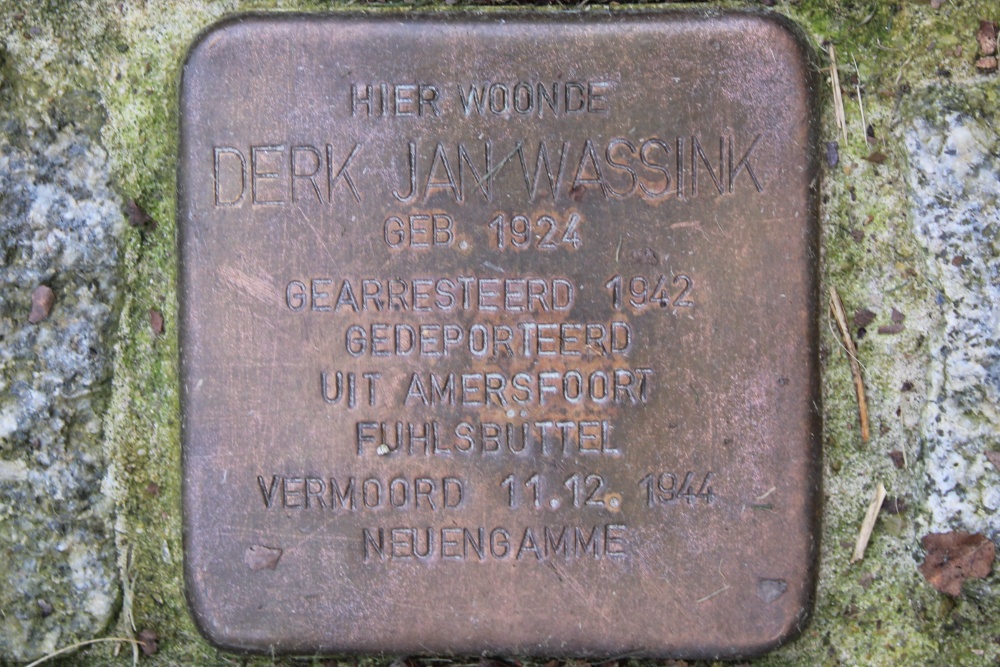 HIER WOONDE
DERK JAN WASSINK
GEB. 1924
GEARRESTEERD 1942
GEDEPORTEERD
UIT AMERSFOORT
FUHLSBÜTTEL
VERMOORD 11.12.1944
NEUENGAMME